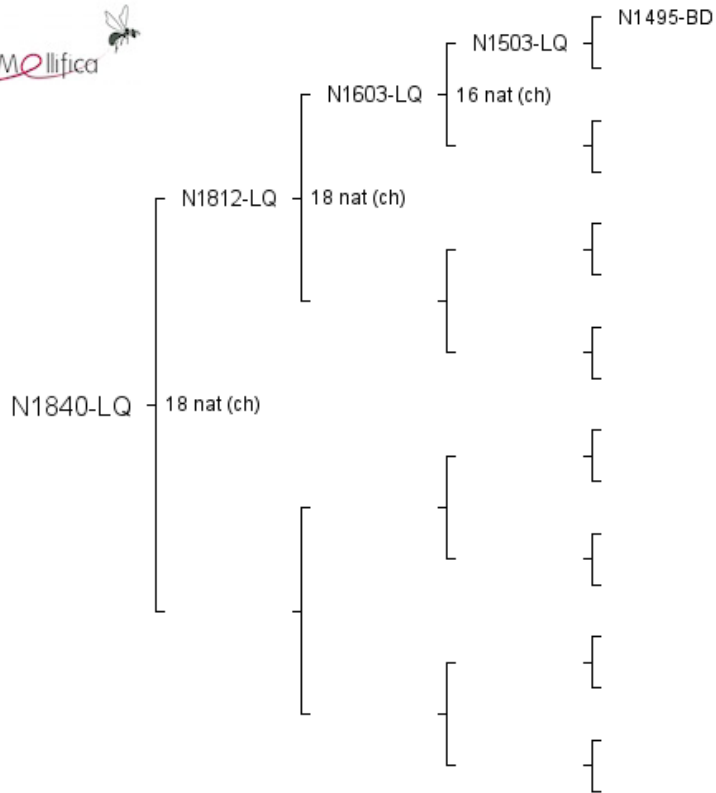 Mellifica
N1495-BD
N1503-LQ
N1603-LQ
16 nat (ch)
N1812-LQ
18 nat (ch)
N1840-LQ
18 nat (ch)